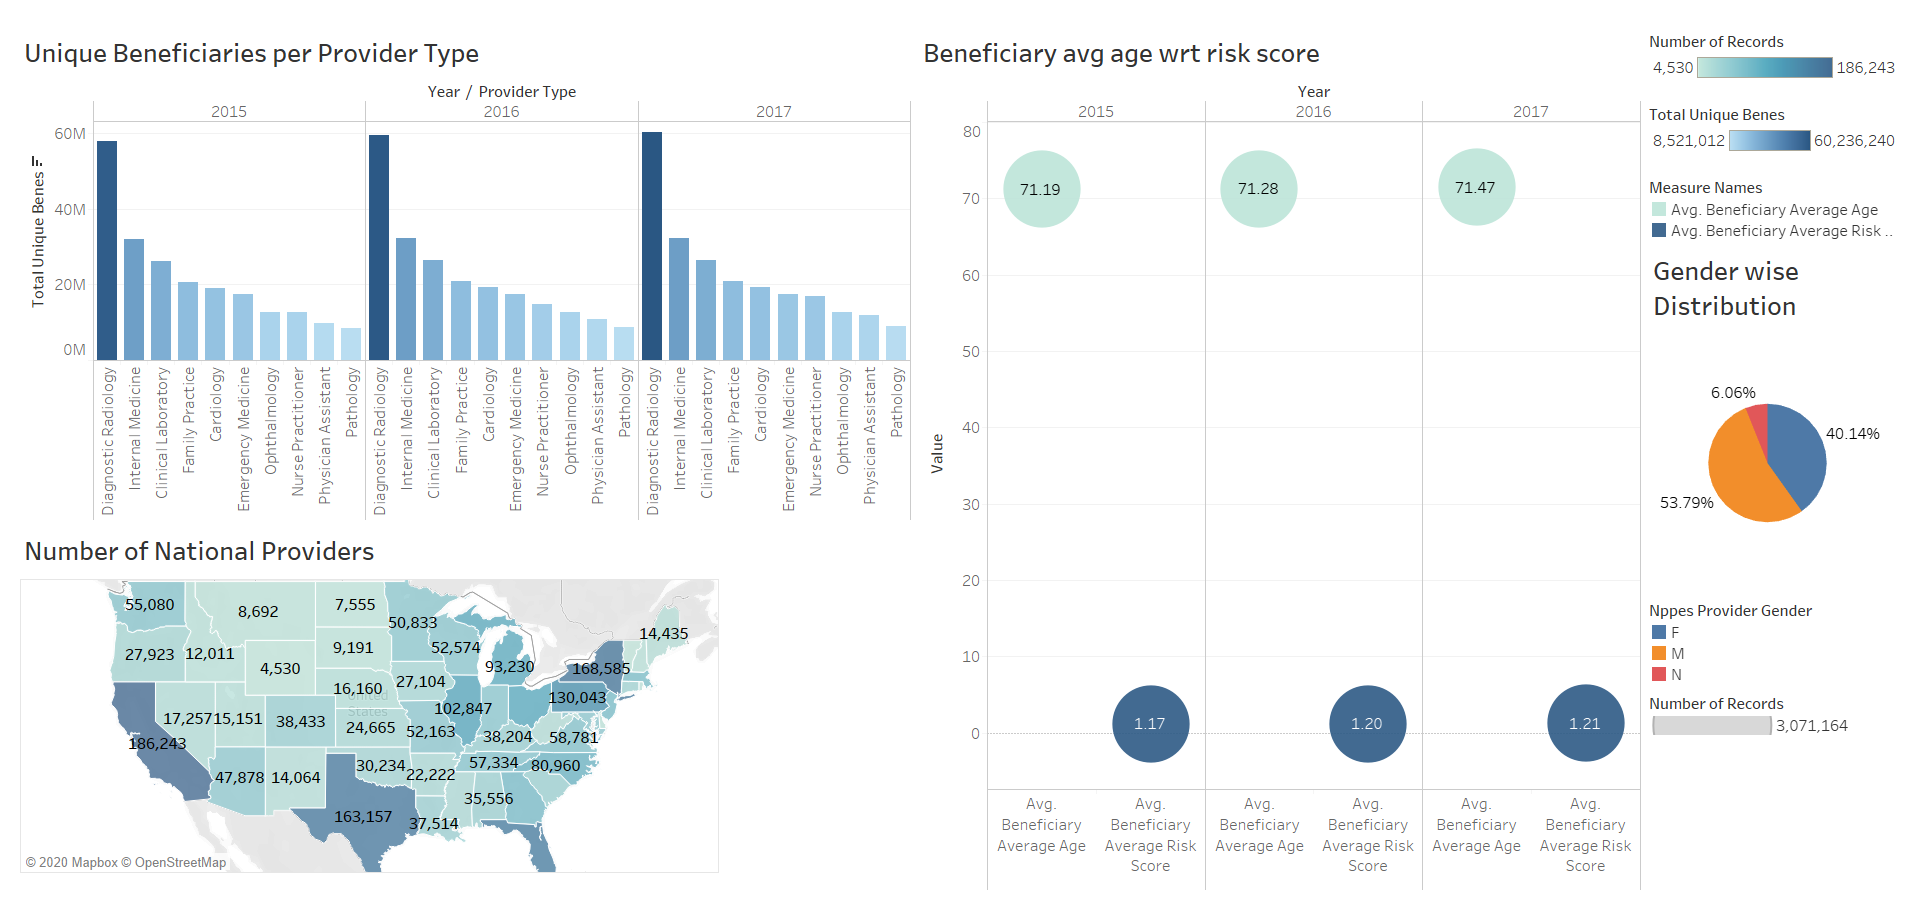 Unique Beneficiaries per Provider Type
Year / Provider Type
2015
2016
2017
Total Unique Benes
60M
40M
20M
0M
Diagnostic Radiology
Internal Medicine
Clinical Laboratory
Family Practice
Cardiology
Emergency Medicine
Ophthalmology
Nurse Practitioner
Physician Assistant
Pathology
Diagnostic Radiology
Internal Medicine
Clinical Laboratory
Family Practice
Cardiology
Emergency Medicine
Nurse Practitioner
Ophthalmology
Physician Assistant
Pathology
Diagnostic Radiology
Internal Medicine
Clinical Laboratory
Family Practice
Cardiology
Emergency Medicine
Nurse Practitioner
Ophthalmology
Physician Assistant
Pathology
Number of National Providers
55,080
8,692
7,555
50,833
14,435
27,923
12,011
9,191
52,574
4,530
93,230
168,585
16,160
27,104
130,043
United
States
17,257
15,151
38,433
24,665
52,163
102,847
38,204
58,781
186,243
47,878
14,064
30,234
22,222
57,334
80,960
35,556
163,157
37,514
© 2020 Mapbox © OpenStreetMap
Beneficiary avg age wrt risk score
Year
2015
2016
2017
Value
80
70
60
50
40
30
20
10
0
71.19
71.28
71.47
1.17
1.20
1.21
Avg.
Beneficiary
Average Age
Avg.
Beneficiary
Average Risk
Score
Avg.
Beneficiary
Average Age
Avg.
Beneficiary
Average Risk
Score
Avg.
Beneficiary
Average Age
Avg.
Beneficiary
Average Risk
Score
Number of Records
4,530
186,243
Total Unique Benes
8,521,012
60,236,240
Measure Names
Avg. Beneficiary Average Age
Avg. Beneficiary Average Risk ..
Gender wise
Distribution
6.06%
40.14%
53.79%
Nppes Provider Gender
F
M
N
Number of Records
3,071,164